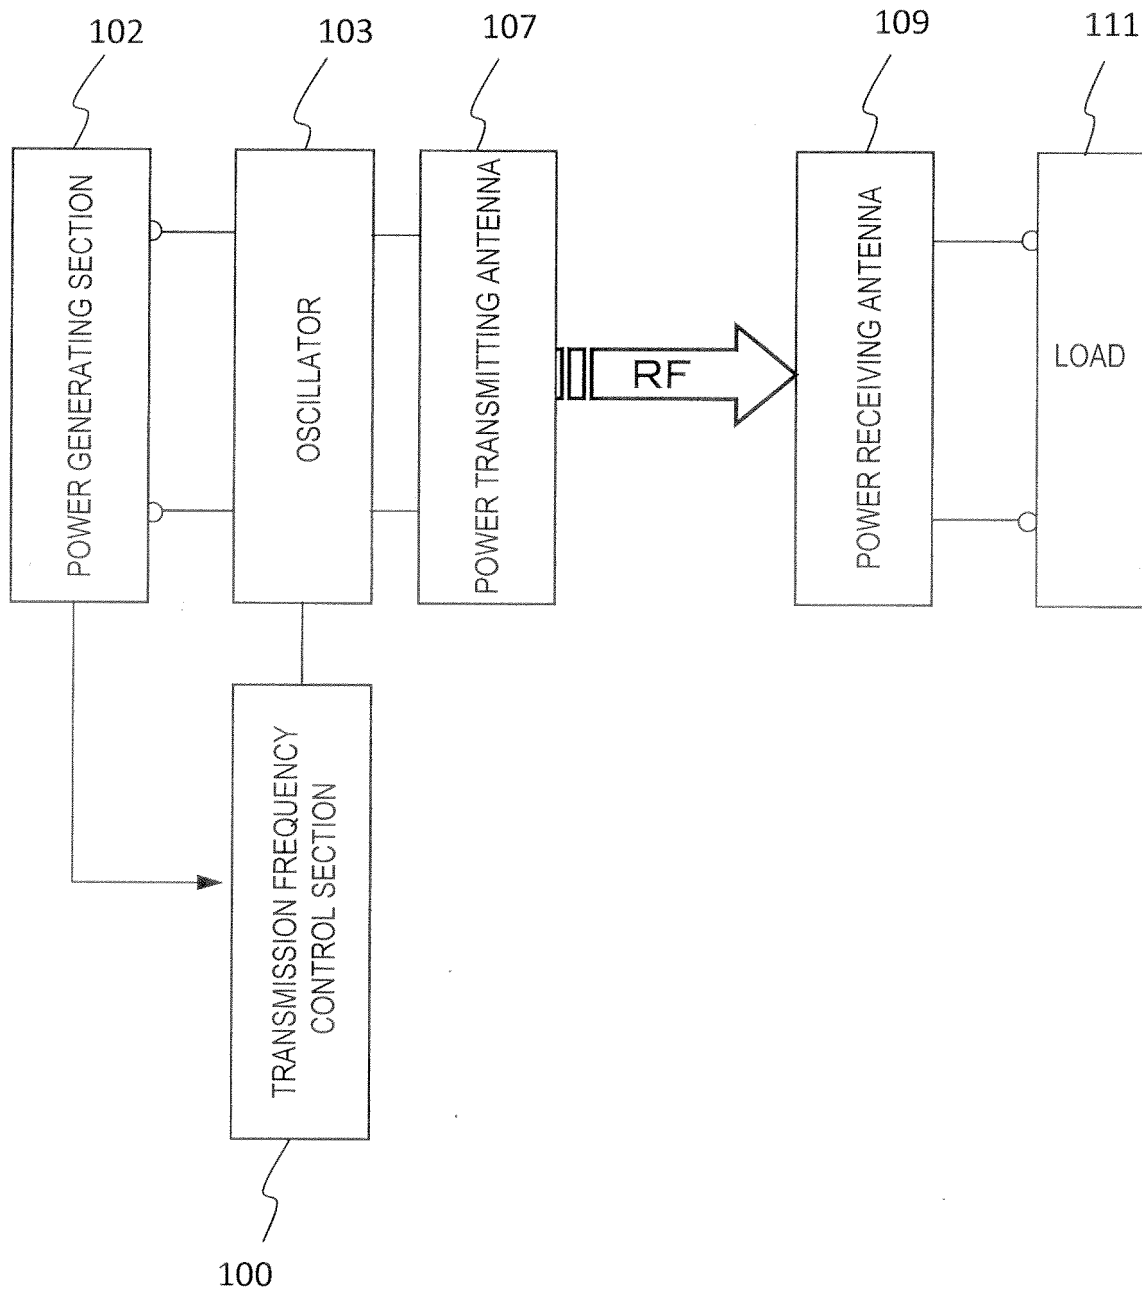 102
103
107
109
111
POWER GENERATING SECTION
OSCILLATOR
POWER TRANSMITTING ANTENNA
RF
POWER RECEIVING ANTENNA
LOAD
TRANSMISSION FREQUENCY
CONTROL SECTION
100